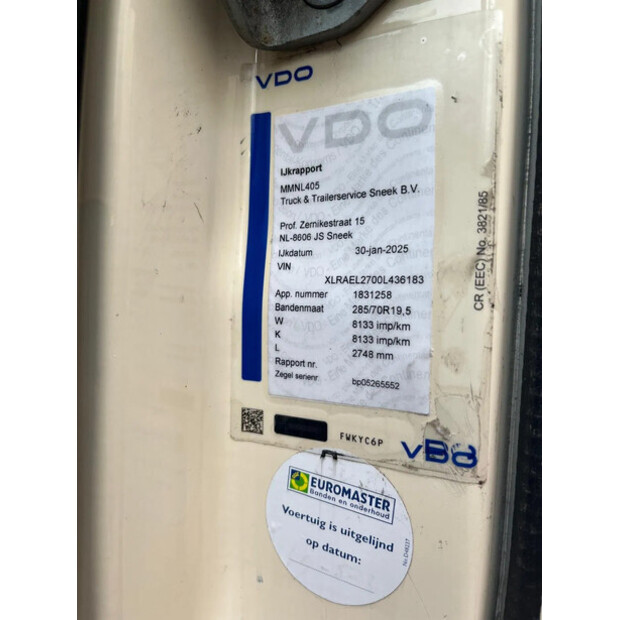 VDO
VDO
IJkrapport
MMNL405
Truck & Trailerservice Sneek B.V.
Prof. Zernikestraat 15
NL-8606 JS Sneek
IJkdatum 30-jan-2025
VIN
XLRAEL2700L436183
App. nummer 1831258
Bandenmaat 285/70R19,5
W 8133 imp/km
K 8133 imp/km
L 2748 mm
Rapport nr.
Zegel serienr. bp05265552
CR (EEC) No. 3821/85
FWKYC6P
EUROMASTER
Banden en onderhoud
Voertuig is uitgelijnd
op datum: